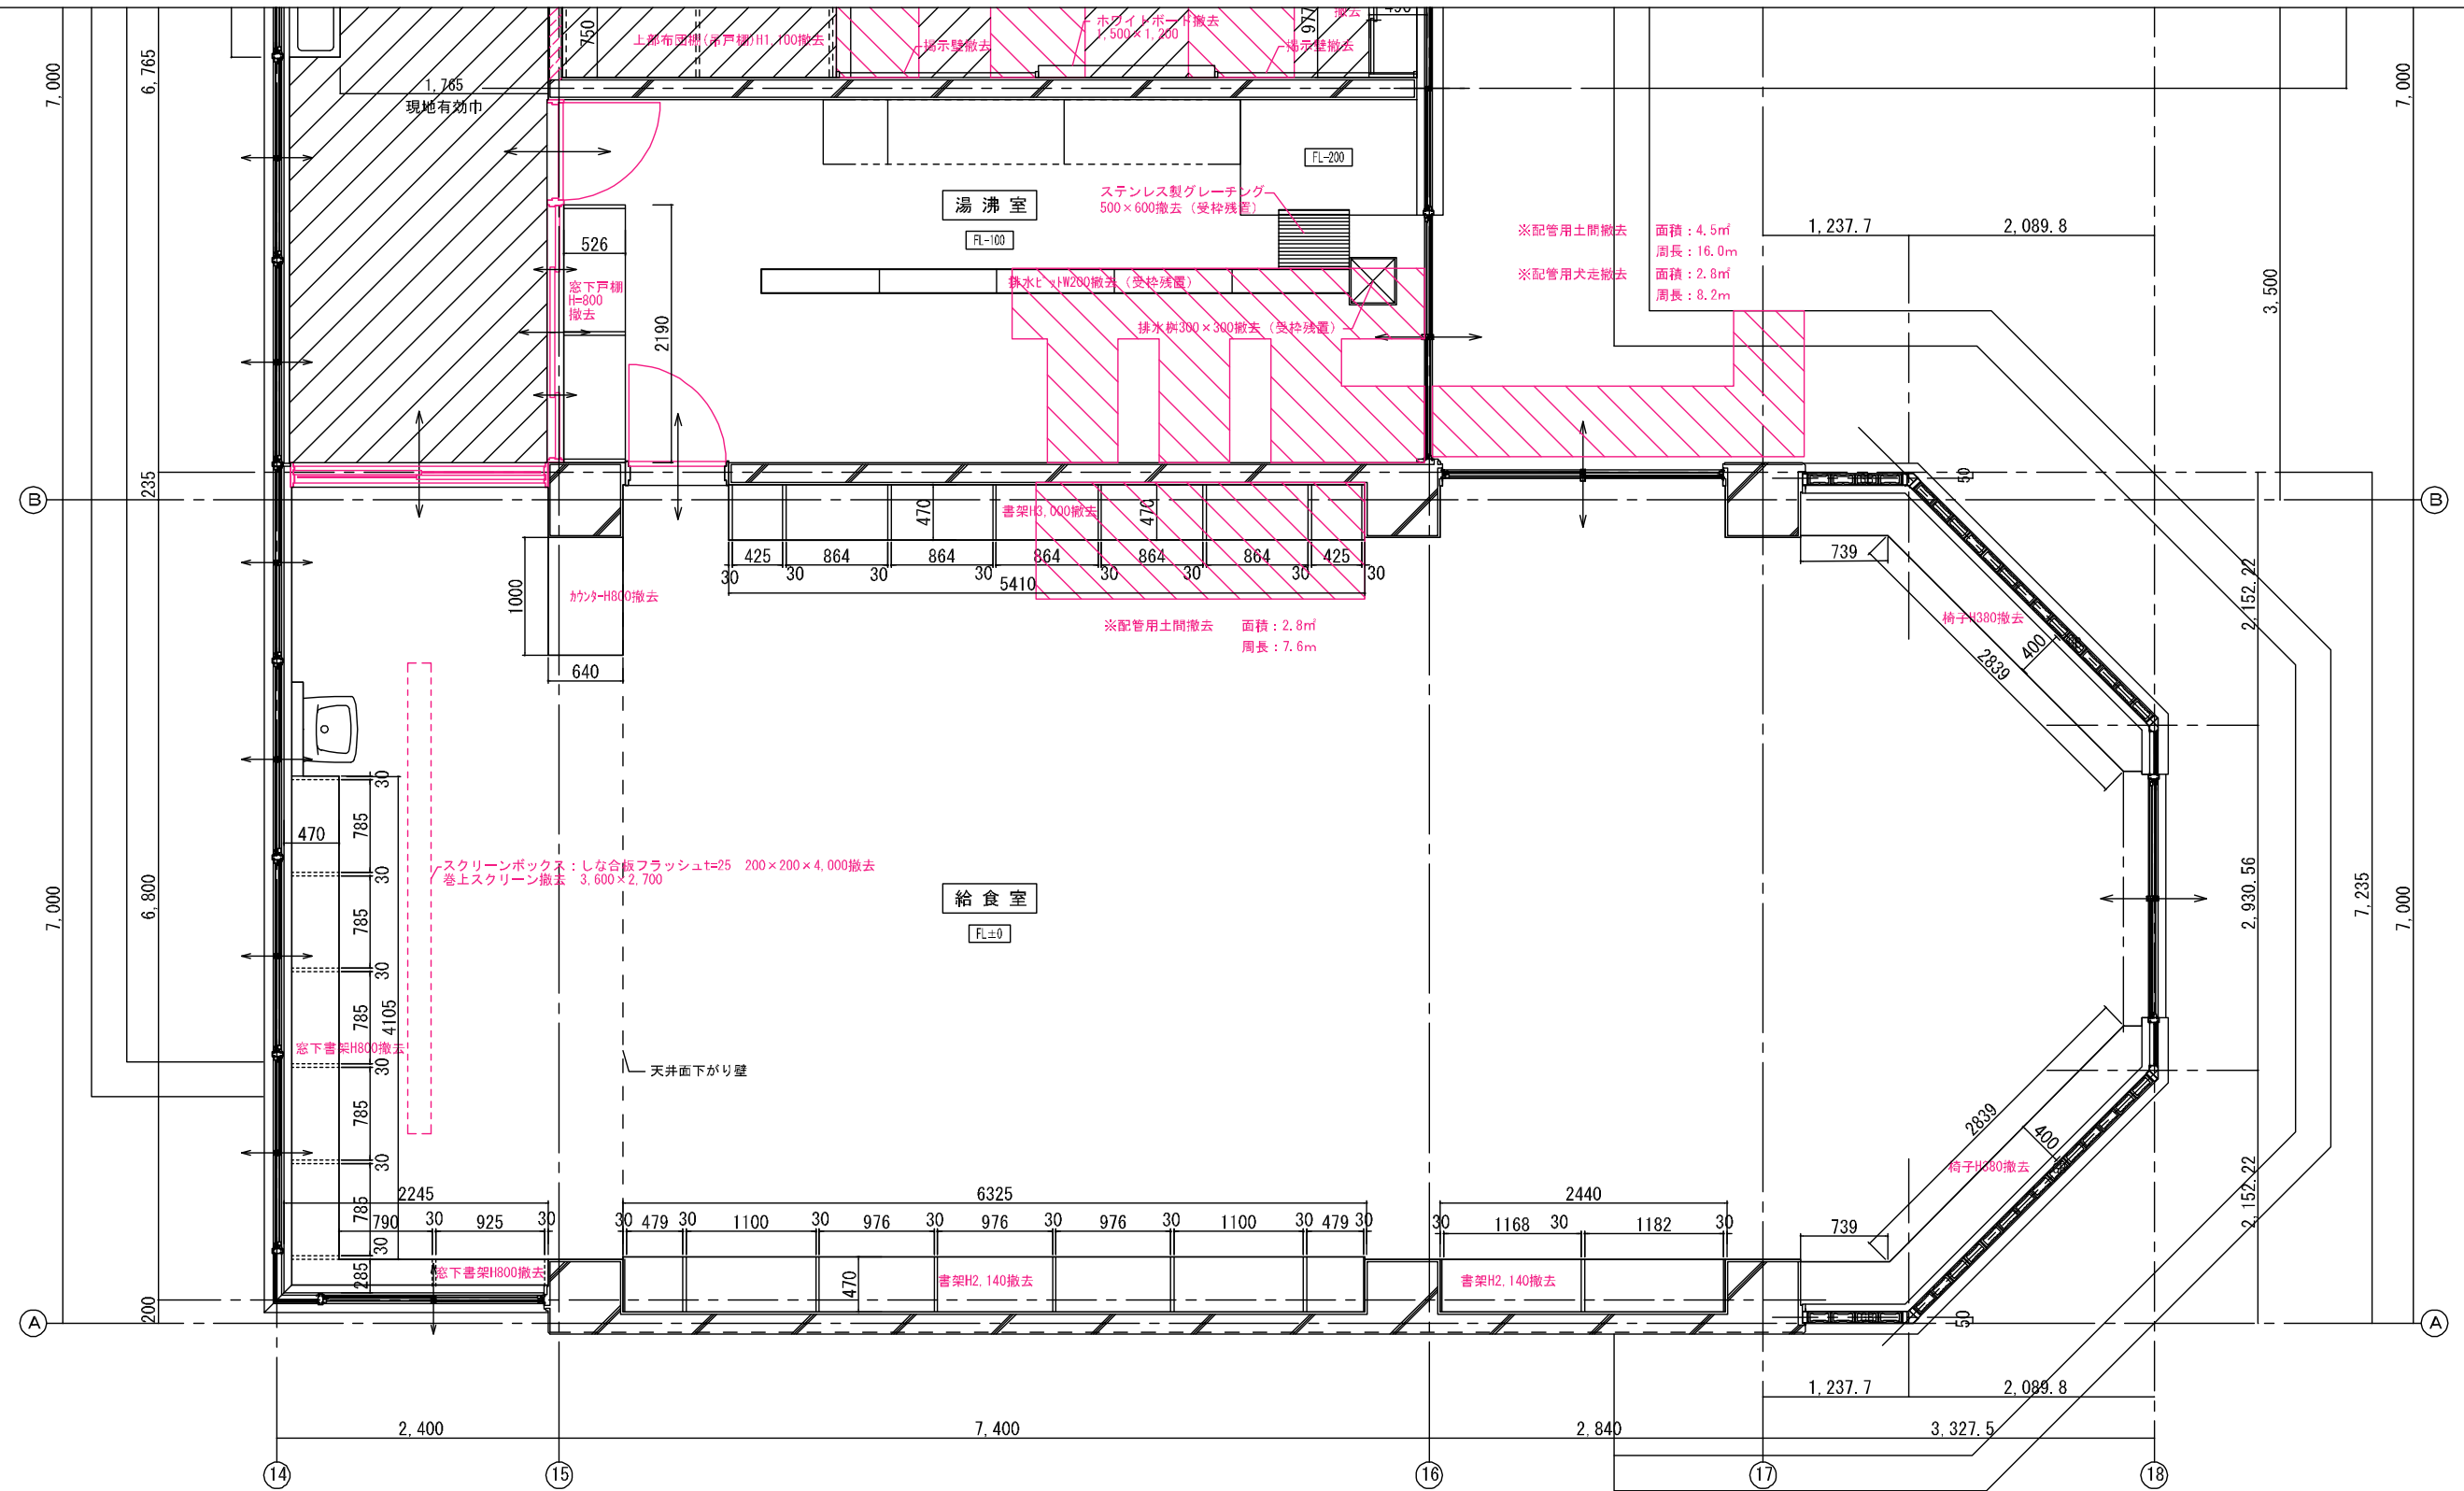 750
上部布団棚(吊戸棚)H1,100撤去
掲示壁撤去
ホワイトボード撤去
1,500×1,200
977
撤去
掲示壁撤去
7,000
6,765
1,765
現地有効巾
7,000
FL-200
湯沸室
FL-100
ステンレス製グレーチング
500×600撤去（受枠残置）
※配管用土間撤去 面積：4.5㎡
周長：16.0m
※配管用犬走撤去 面積：2.8㎡
周長：8.2m
1,237.7
2,089.8
3,500
526
窓下戸棚
H=800
撤去
2190
排水ピットW200撤去（受枠残置）
排水桝300×300撤去（受枠残置）
235
B
B
50
470
書架H3,000撤去
470
425
864
864
864
864
864
425
30
30
30
30
30
30
30
30
5410
739
1000
カウンターH800撤去
640
※配管用土間撤去 面積：2.8㎡
周長：7.6m
椅子H380撤去
400
2839
2,152.22
470
30
785
30
785
30
785
30
785
30
785
30
285
4105
スクリーンボックス：しな合板フラッシュt=25 200×200×4,000撤去
巻上スクリーン撤去 3,600×2,700
給食室
FL±0
7,000
6,800
2,930.56
7,235
7,000
窓下書架H800撤去
天井面下がり壁
2839
400
椅子H380撤去
2,152.22
2245
6325
2440
790
30
925
30
30
479
30
1100
30
976
30
976
30
976
30
1100
30
479
30
30
1168
30
1182
30
739
窓下書架H800撤去
470
書架H2,140撤去
書架H2,140撤去
200
A
A
50
1,237.7
2,089.8
2,400
7,400
2,840
3,327.5
14
15
16
17
18